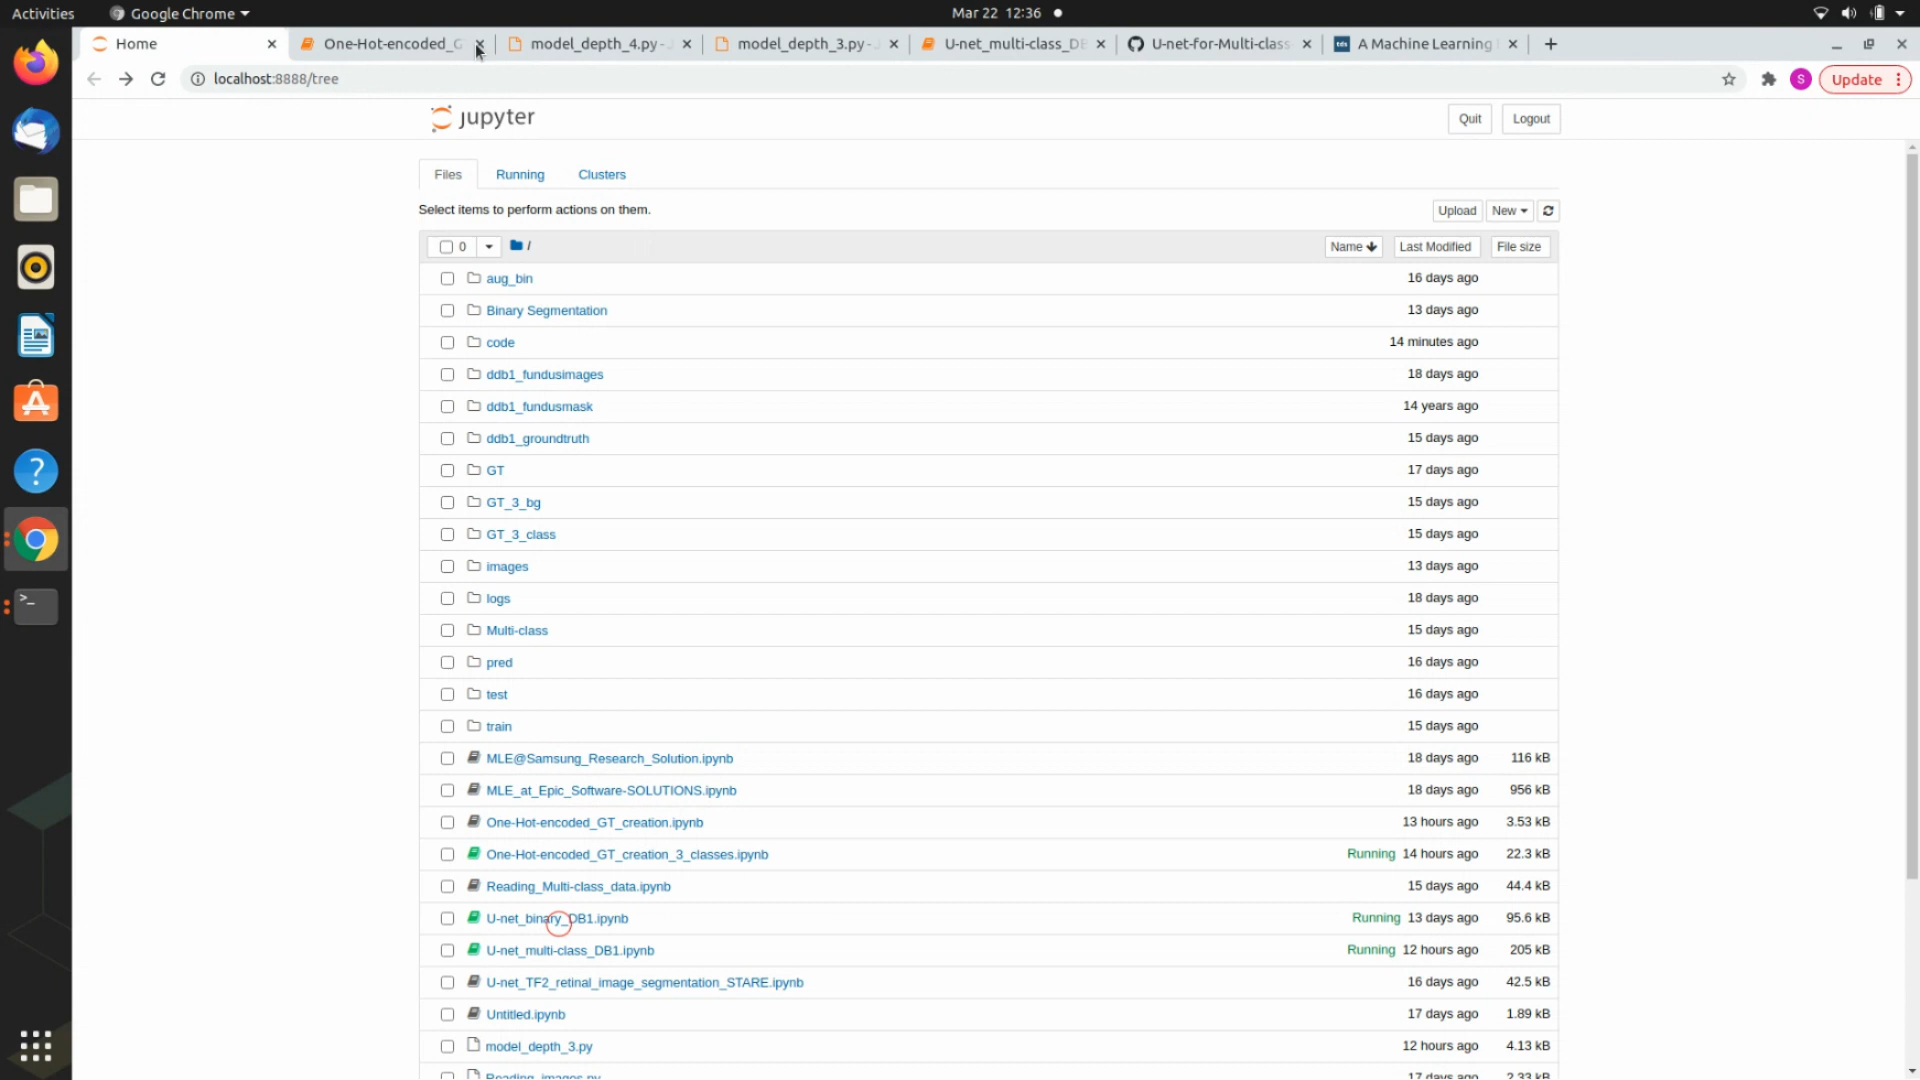 Activities Google Chrome Mar 22 12:36
Home One-Hot-encoded_G model_depth_4.py - J model_depth_3.py - J U-net_multi-class_DB U-net-for-Multi-class- tds A Machine Learning
localhost:8888/tree S Update
jupyter Quit Logout
Files Running Clusters
Select items to perform actions on them. Upload New
0 / Name Last Modified File size
aug_bin 16 days ago
Binary Segmentation 13 days ago
code 14 minutes ago
ddb1_fundusimages 18 days ago
ddb1_fundusmask 14 years ago
ddb1_groundtruth 15 days ago
GT 17 days ago
GT_3_bg 15 days ago
GT_3_class 15 days ago
images 13 days ago
logs 18 days ago
Multi-class 15 days ago
pred 16 days ago
test 16 days ago
train 15 days ago
MLE@Samsung_Research_Solution.ipynb 18 days ago 116 kB
MLE_at_Epic_Software-SOLUTIONS.ipynb 18 days ago 956 kB
One-Hot-encoded_GT_creation.ipynb 13 hours ago 3.53 kB
One-Hot-encoded_GT_creation_3_classes.ipynb Running 14 hours ago 22.3 kB
Reading_Multi-class_data.ipynb 15 days ago 44.4 kB
U-net_binary_DB1.ipynb Running 13 days ago 95.6 kB
U-net_multi-class_DB1.ipynb Running 12 hours ago 205 kB
U-net_TF2_retinal_image_segmentation_STARE.ipynb 16 days ago 42.5 kB
Untitled.ipynb 17 days ago 1.89 kB
model_depth_3.py 12 hours ago 4.13 kB
Reading_images.py 17 days ago 2.33 kB